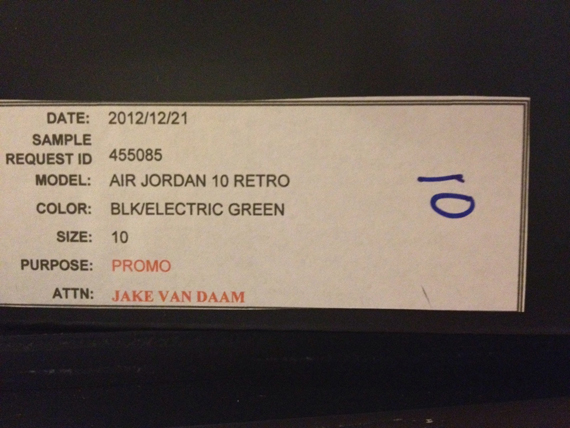 DATE: 2012/12/21
SAMPLE
REQUEST ID 455085
MODEL: AIR JORDAN 10 RETRO
COLOR: BLK/ELECTRIC GREEN
SIZE: 10
PURPOSE: PROMO
ATTN: JAKE VAN DAAM
10